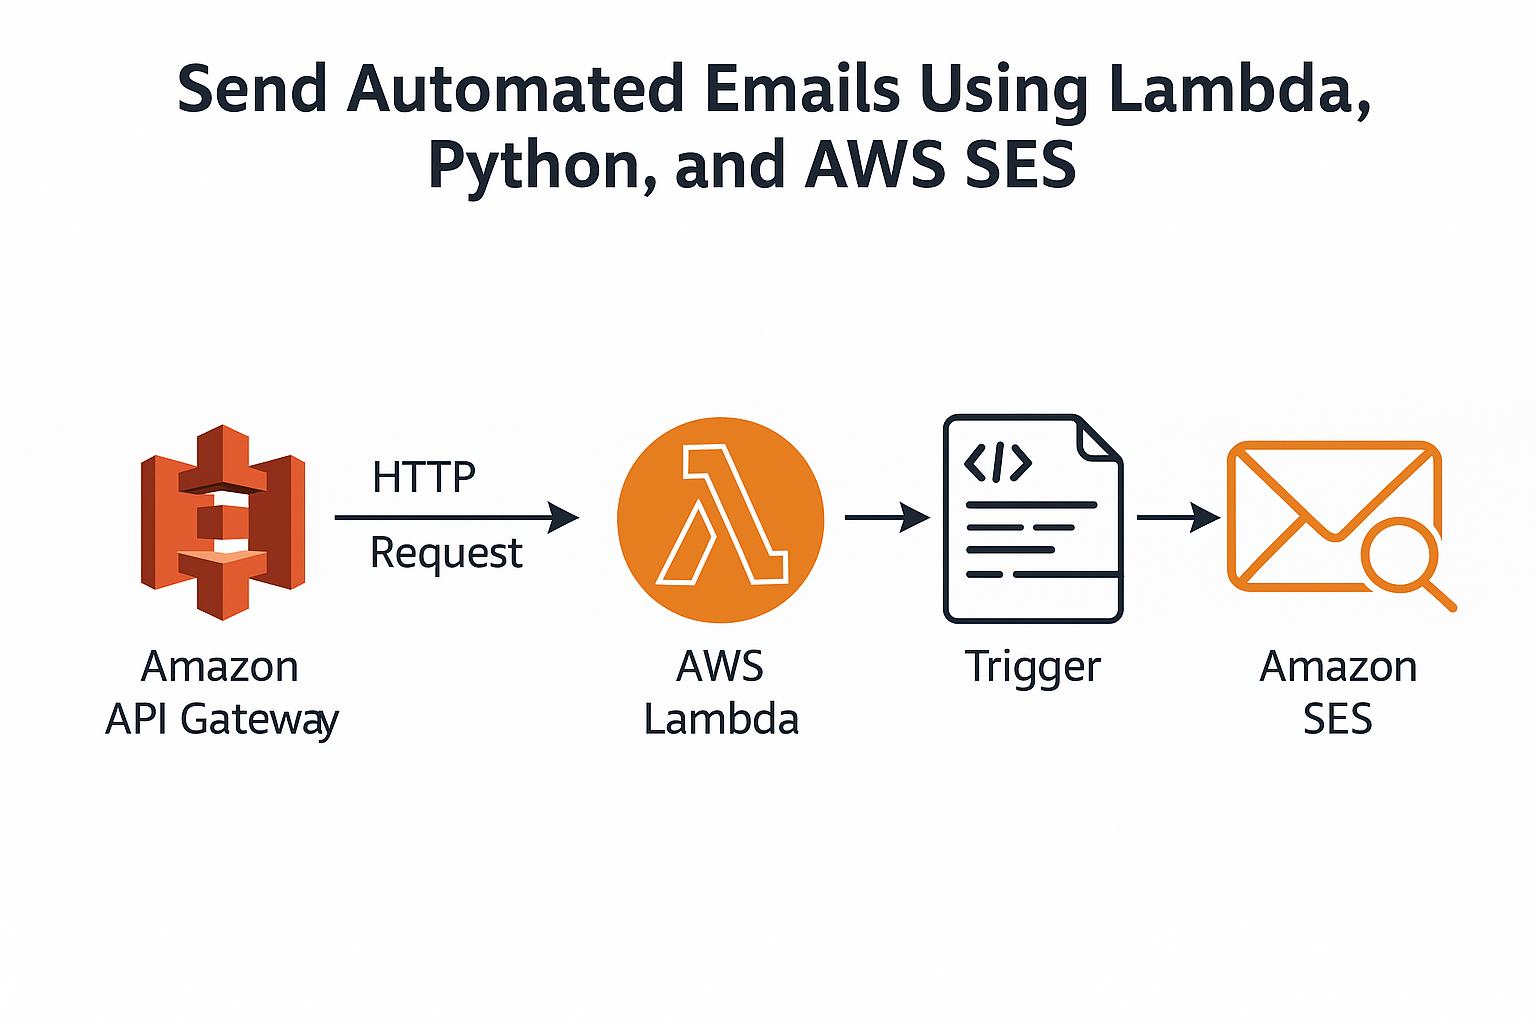 Send Automated Emails Using Lambda,
Python, and AWS SES
HTTP
Request
</>
Amazon
API Gateway
AWS
Lambda
Trigger
Amazon
SES